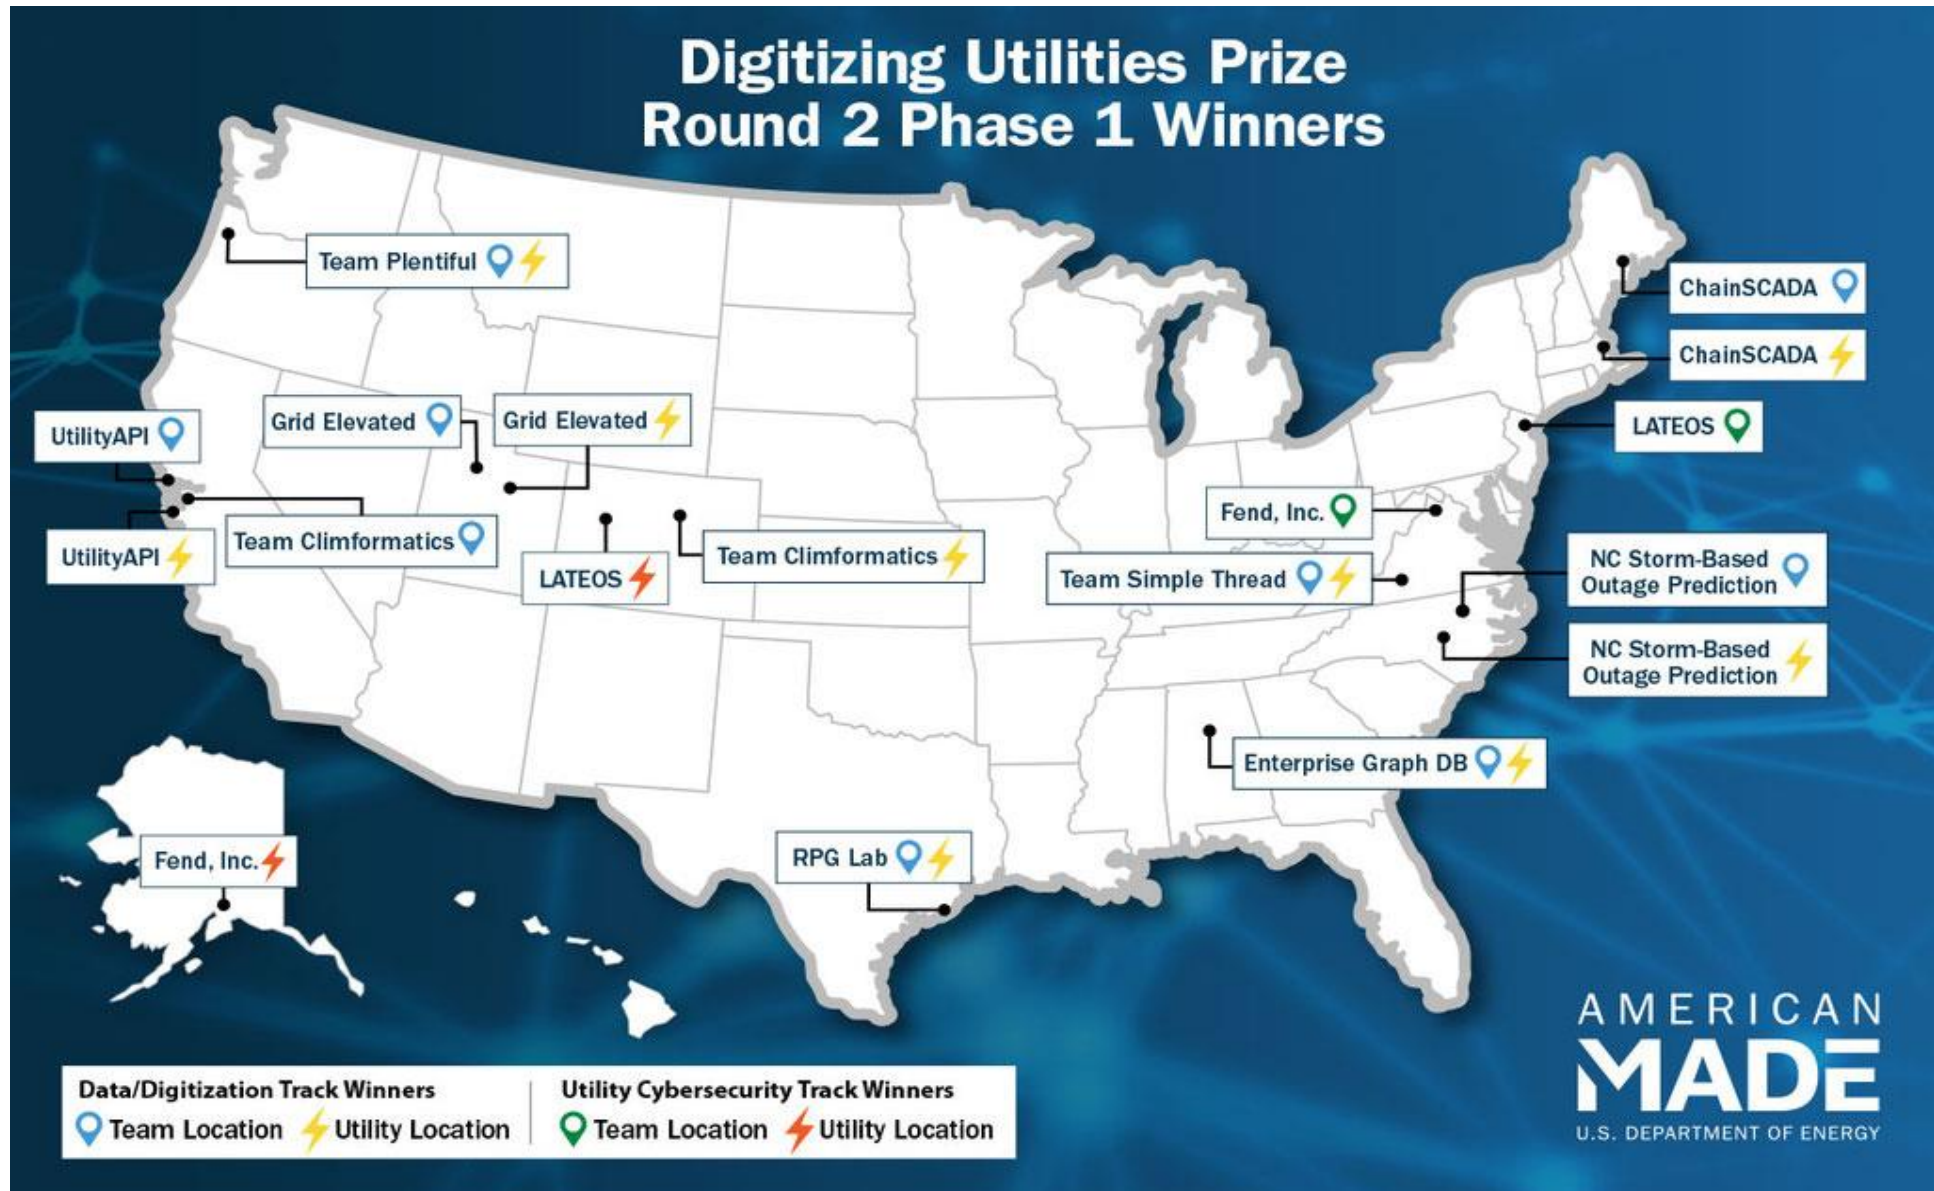 Digitizing Utilities Prize
Round 2 Phase 1 Winners
Team Plentiful
ChainSCADA
ChainSCADA
UtilityAPI
Grid Elevated
Grid Elevated
LATEOS
UtilityAPI
Team Climformatics
LATEOS
Team Climformatics
Fend, Inc.
Team Simple Thread
NC Storm-Based
Outage Prediction
NC Storm-Based
Outage Prediction
Enterprise Graph DB
Fend, Inc.
RPG Lab
Data/Digitization Track Winners
Team Location
Utility Location
Utility Cybersecurity Track Winners
Team Location
Utility Location
AMERICAN
MADE
U.S. DEPARTMENT OF ENERGY